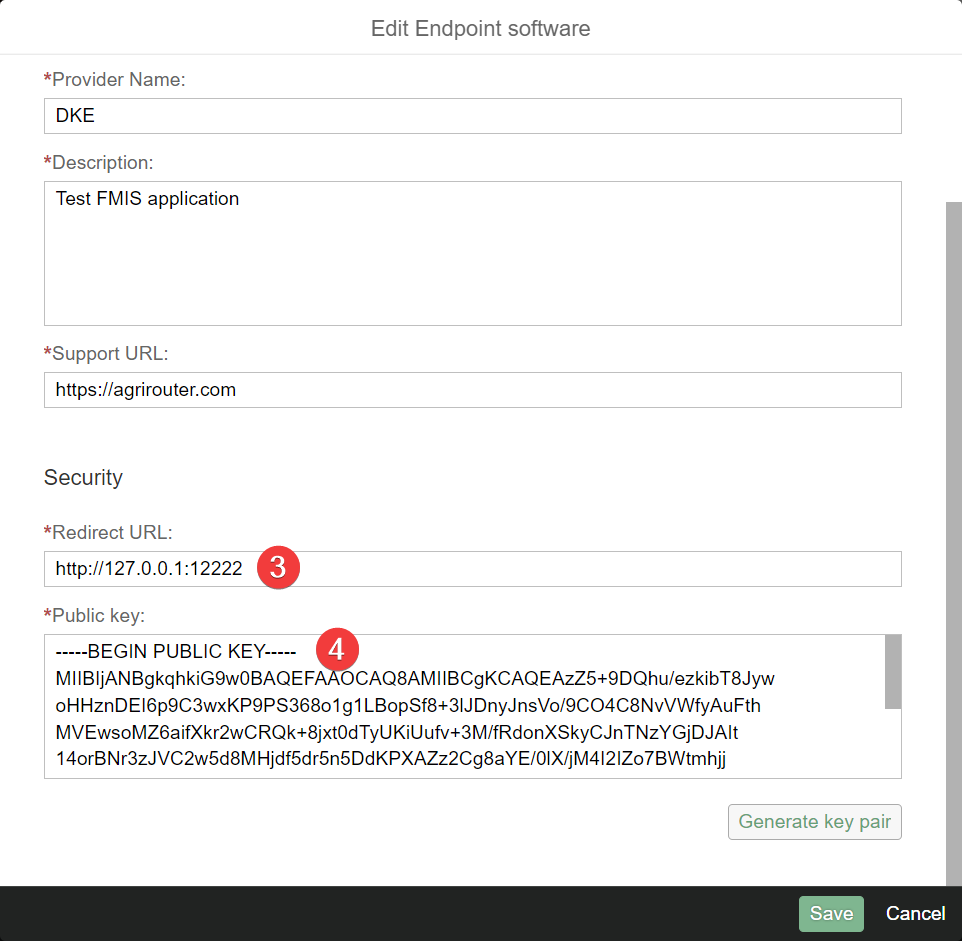 Edit Endpoint software
*Provider Name:
DKE
*Description:
Test FMIS application
*Support URL:
https://agrirouter.com
Security
*Redirect URL:
http://127.0.0.1:12222 3
*Public key:
-----BEGIN PUBLIC KEY----- 4
MIIBIjANBgkqhkiG9w0BAQEFAAOCAQ8AMIIBCgKCAQEAzZ5+9DQhu/ezkibT8Jyw
oHHznDEI6p9C3wxKP9PS368o1g1LBopSf8+3lJDnyJnsVo/9CO4C8NvVWfyAuFth
MVEwsoMZ6aifXkr2wCRQk+8jxt0dTyUKiUufv+3M/fRdonXSkyCJnTNzYGjDJAIt
14orBNr3zJVC2w5d8MHjdf5dr5n5DdKPXAZz2Cg8aYE/0lX/jM4I2IZo7BWtmhjj
Generate key pair
Save Cancel